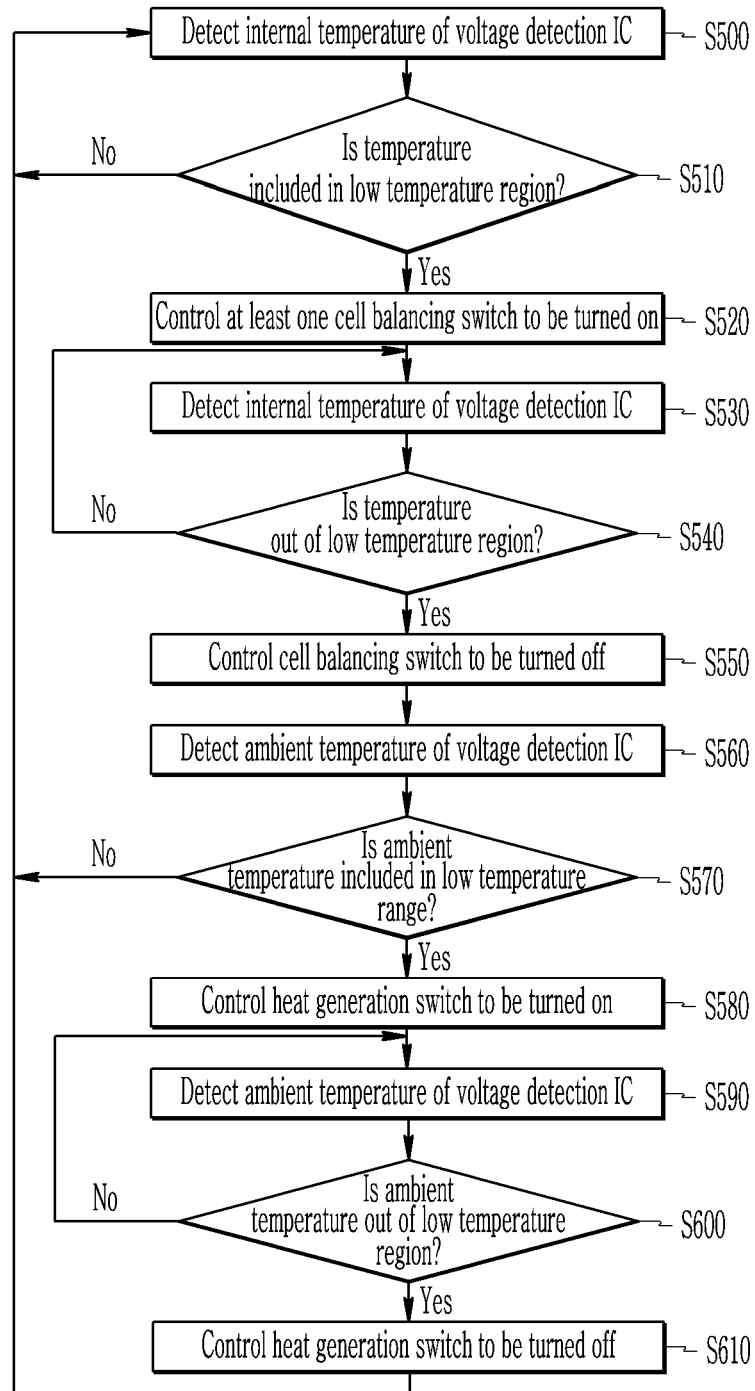 Detect internal temperature of voltage detection IC
S500
Is temperature
included in low temperature region?
No
S510
Yes
Control at least one cell balancing switch to be turned on
S520
Detect internal temperature of voltage detection IC
S530
Is temperature
out of low temperature region?
No
S540
Yes
Control cell balancing switch to be turned off
S550
Detect ambient temperature of voltage detection IC
S560
Is ambient
temperature included in low temperature
range?
No
S570
Yes
Control heat generation switch to be turned on
S580
Detect ambient temperature of voltage detection IC
S590
Is ambient
temperature out of low temperature
region?
No
S600
Yes
Control heat generation switch to be turned off
S610